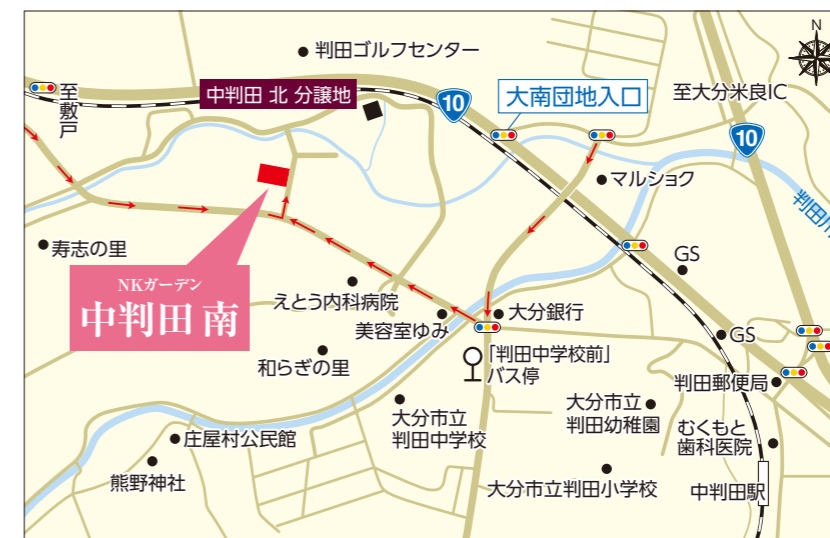 N
判田ゴルフセンター
至敷戸
中判田 北 分譲地
10
大南団地入口
至大分米良IC
10
マルショク
判田川
寿志の里
GS
NKガーデン
中判田 南
えとう内科病院
美容室ゆみ
大分銀行
GS
和らぎの里
「判田中学校前」
バス停
判田郵便局
大分市立
判田中学校
大分市立
判田幼稚園
むくもと
歯科医院
庄屋村公民館
熊野神社
大分市立判田小学校
中判田駅